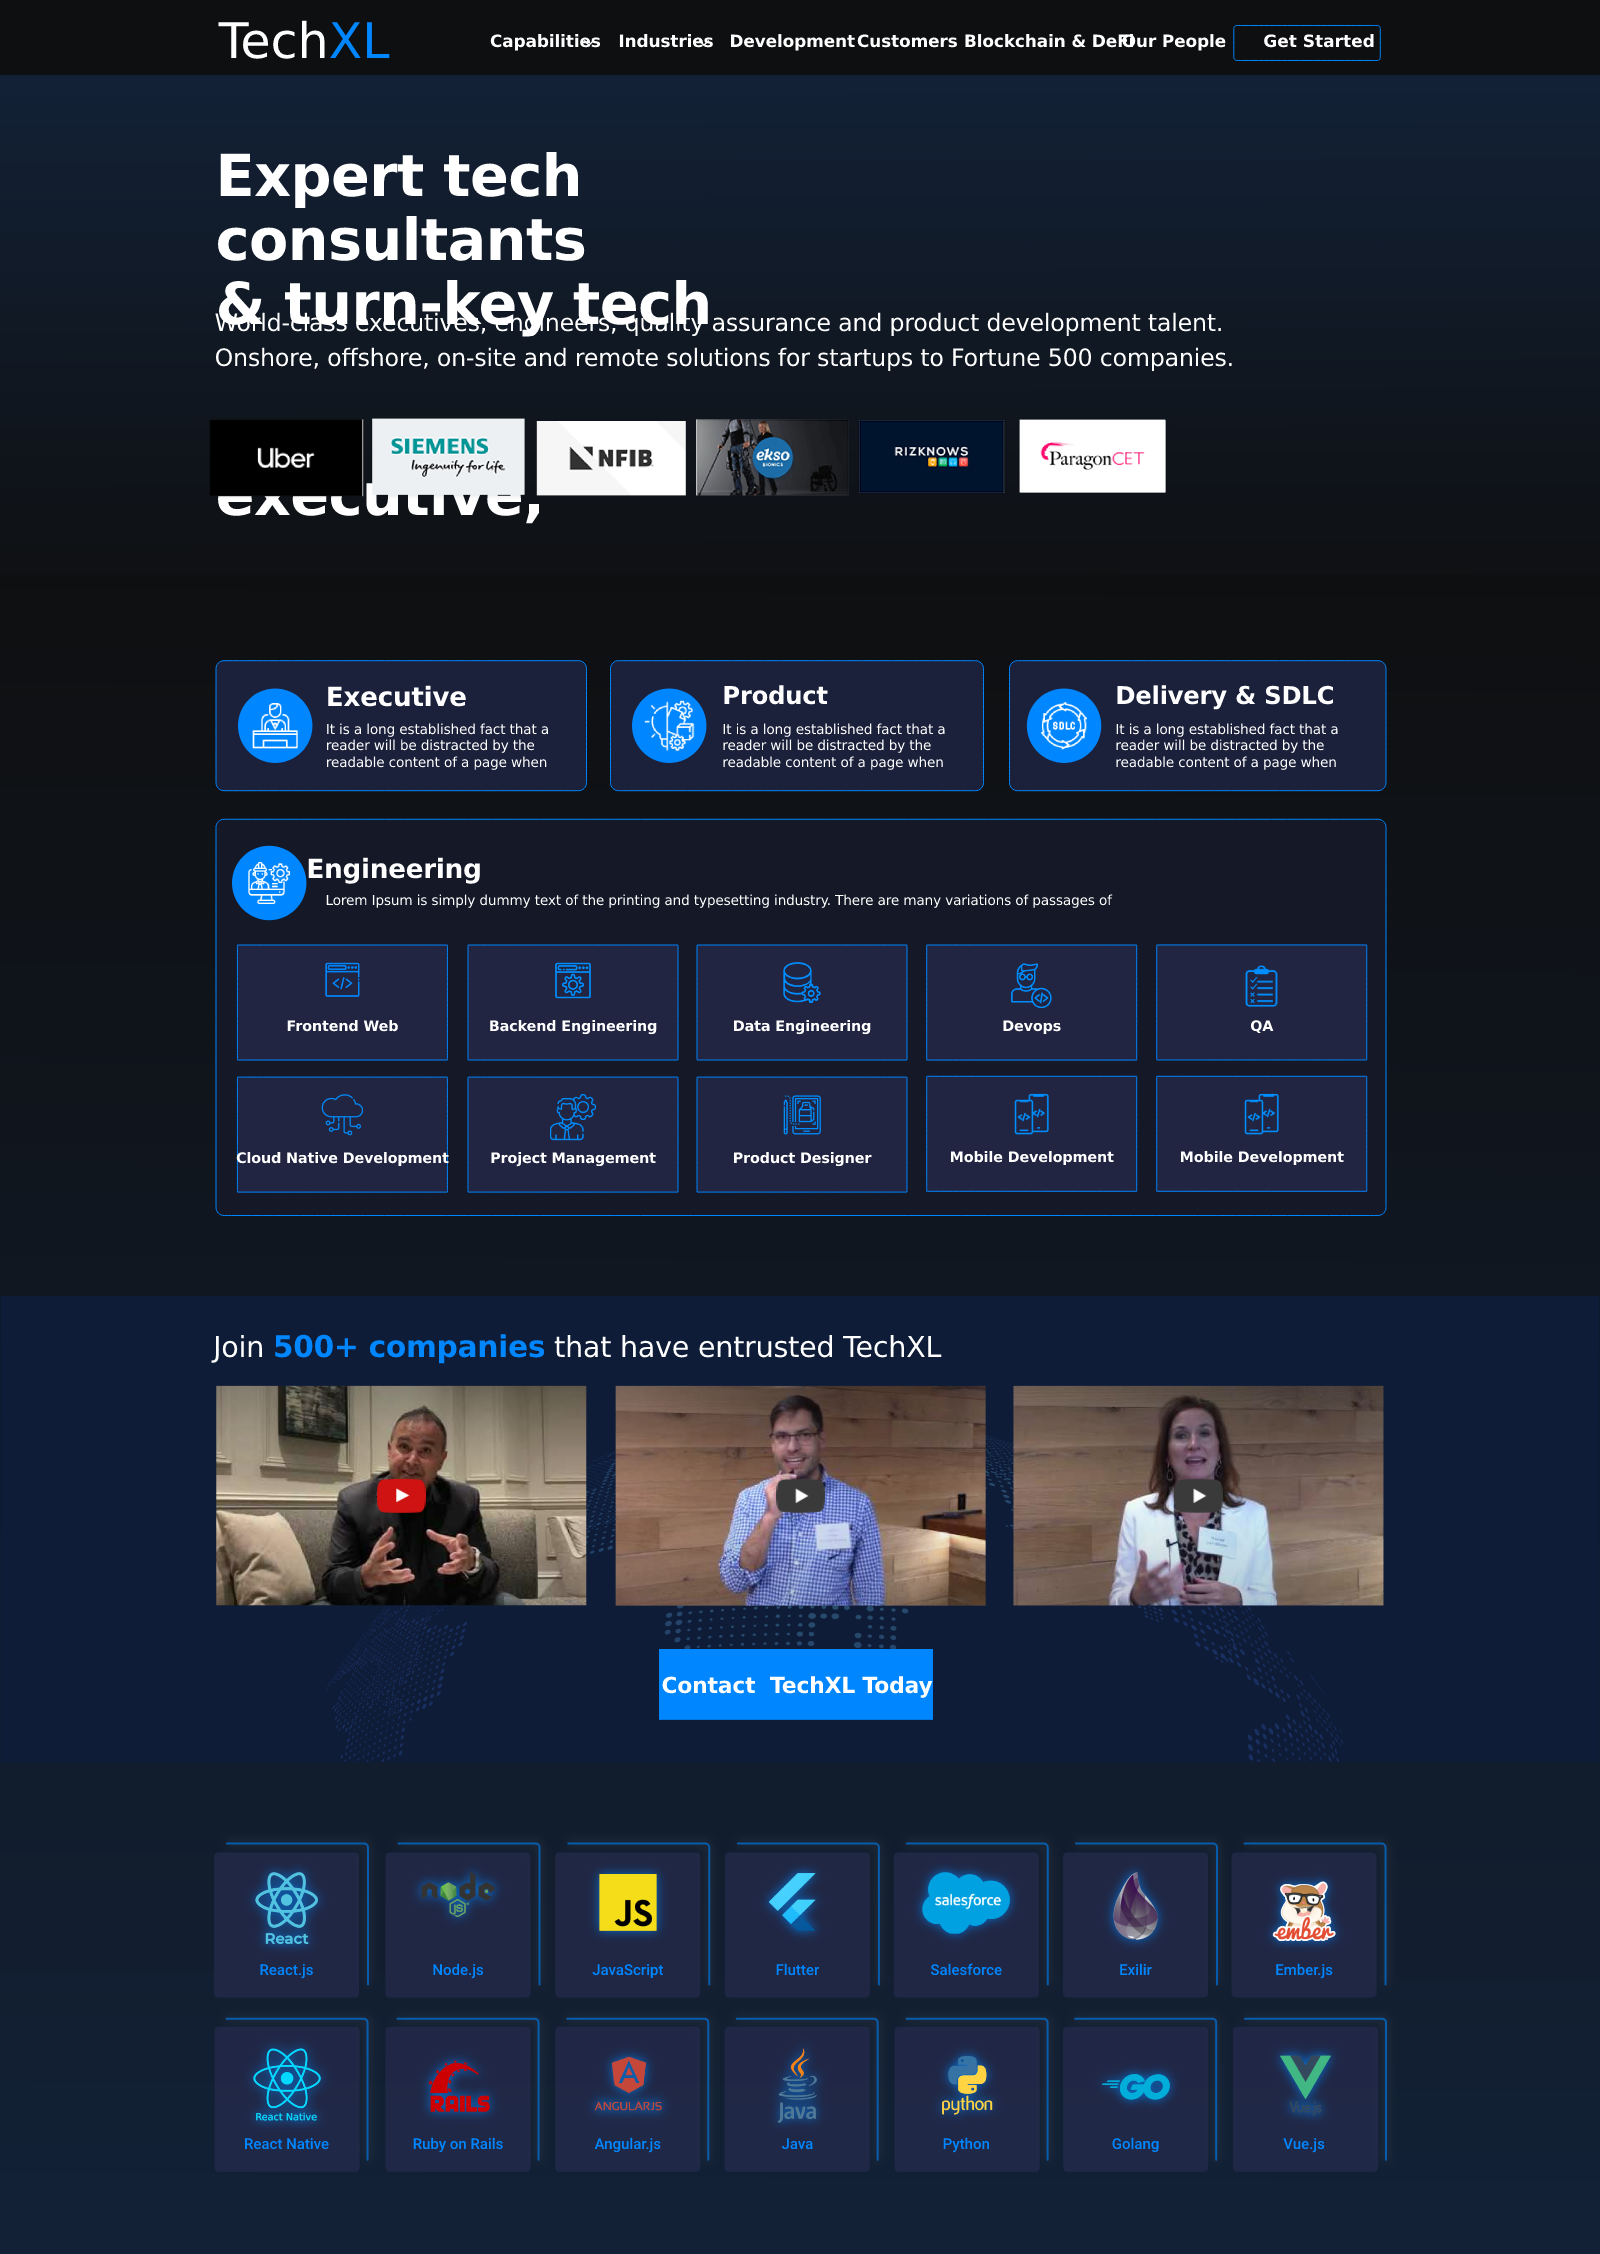 TechXL
Capabilities Industries Development Customers Blockchain & DeFi Our People Get Started
Expert tech
consultants
& turn-key tech
World-class executives, engineers, quality assurance and product development talent.
Onshore, offshore, on-site and remote solutions for startups to Fortune 500 companies.
Uber
SIEMENS
Ingenuity for life
NFIB
ekso
BIONICS
RIZKNOWS
ParagonCET
executive,
Executive
It is a long established fact that a
reader will be distracted by the
readable content of a page when
Product
It is a long established fact that a
reader will be distracted by the
readable content of a page when
SDLC
Delivery & SDLC
It is a long established fact that a
reader will be distracted by the
readable content of a page when
Engineering
Lorem Ipsum is simply dummy text of the printing and typesetting industry. There are many variations of passages of
Frontend Web
Backend Engineering
Data Engineering
Devops
QA
Cloud Native Development
Project Management
Product Designer
Mobile Development
Mobile Development
Join 500+ companies that have entrusted TechXL
Contact TechXL Today
React
React.js
node
JS
Node.js
JS
JavaScript
Flutter
salesforce
Salesforce
Exilir
ember
Ember.js
React Native
React Native
RAILS
Ruby on Rails
ANGULARJS
Angular.js
Java
Java
python
Python
GO
Golang
Vue.js
Vue.js